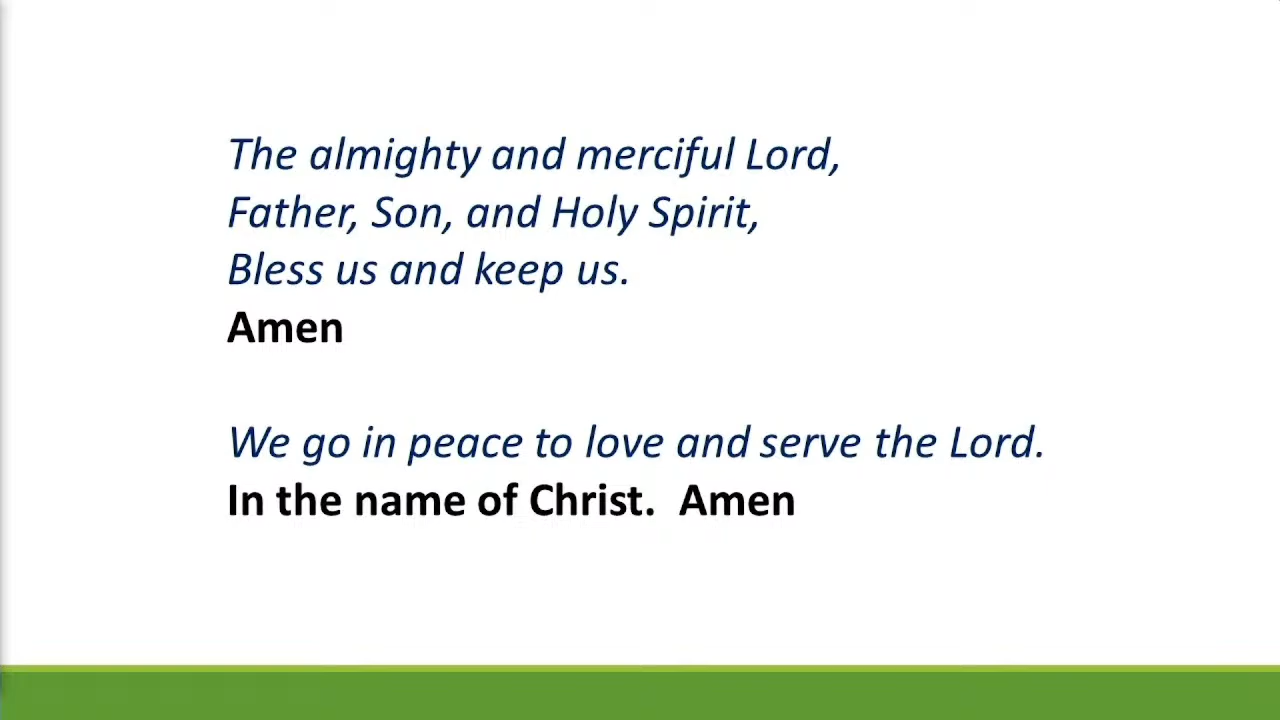 The almighty and merciful Lord,
Father, Son, and Holy Spirit,
Bless us and keep us.
Amen
We go in peace to love and serve the Lord.
In the name of Christ.  Amen